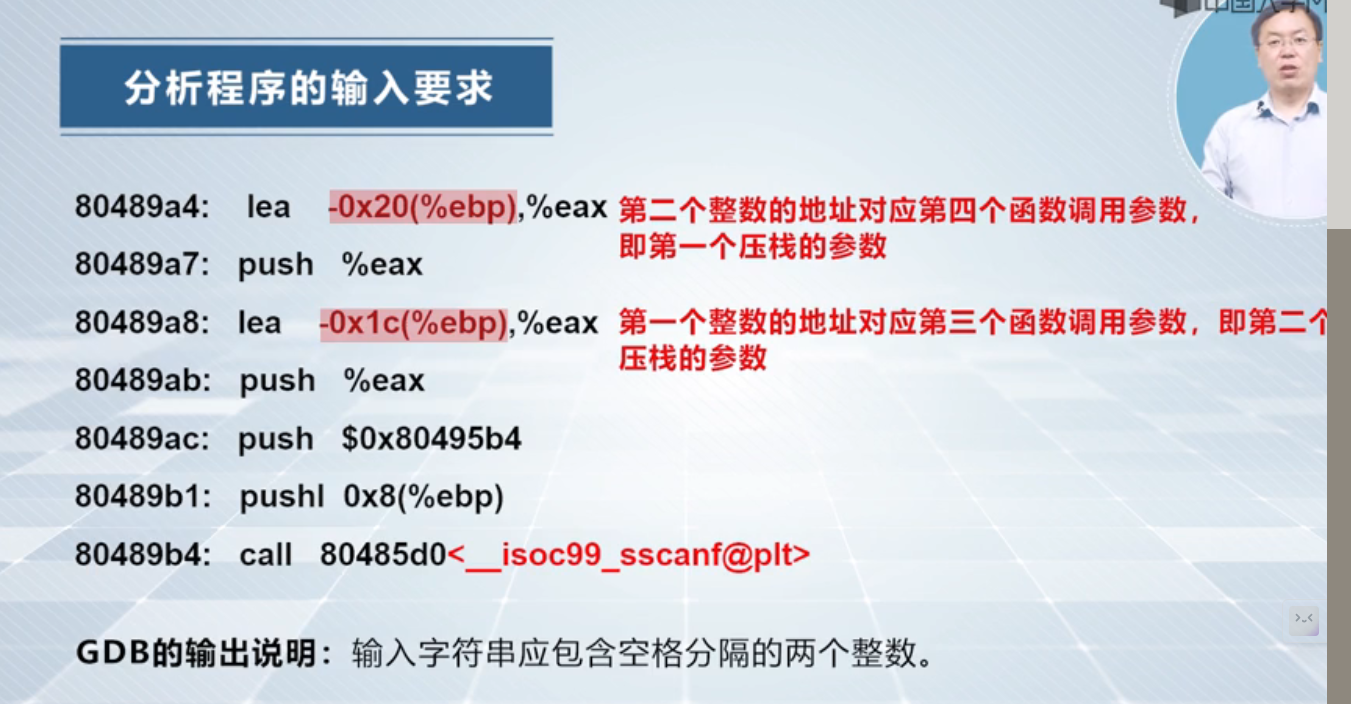 中国大学M
分析程序的输入要求
80489a4: lea -0x20(%ebp),%eax 第二个整数的地址对应第四个函数调用参数,
即第一个压栈的参数
80489a7: push %eax
80489a8: lea -0x1c(%ebp),%eax 第一个整数的地址对应第三个函数调用参数, 即第二个
压栈的参数
80489ab: push %eax
80489ac: push $0x80495b4
80489b1: pushl 0x8(%ebp)
80489b4: call 80485d0<__isoc99_sscanf@plt>
GDB的输出说明：输入字符串应包含空格分隔的两个整数。